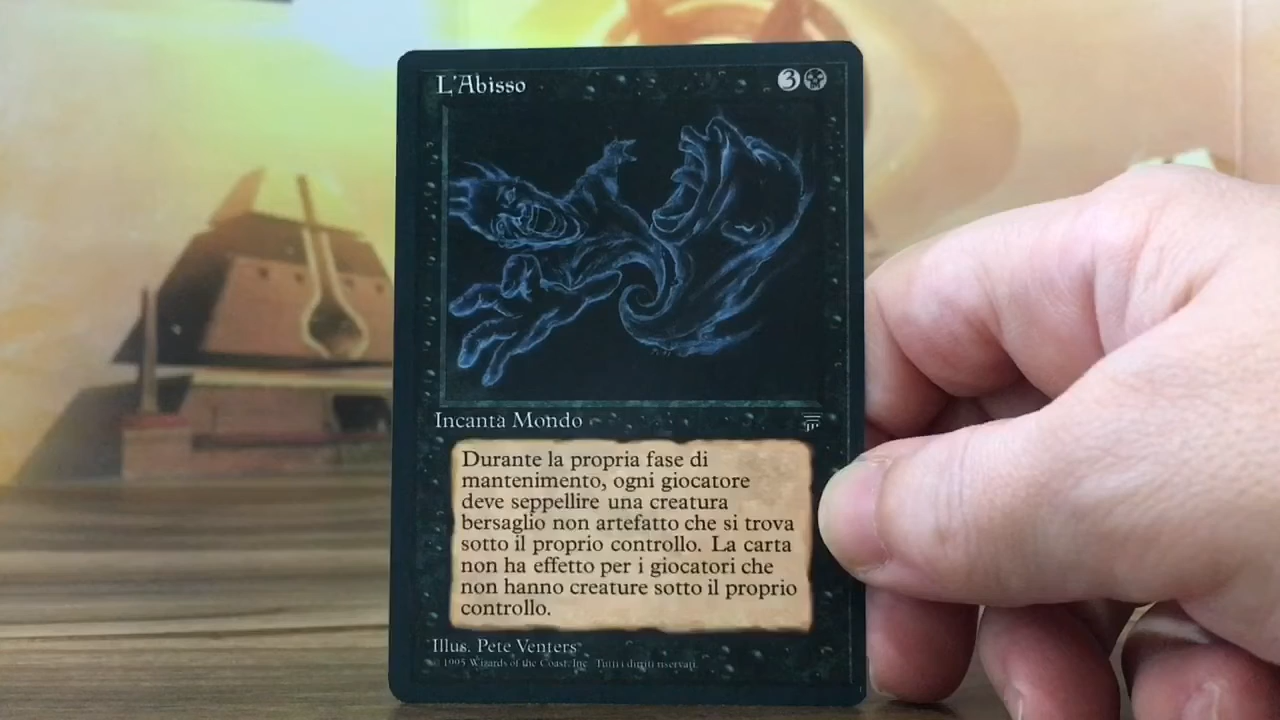 L'Abisso 3
Incanta Mondo
Durante la propria fase di
mantenimento, ogni giocatore
deve seppellire una creatura
bersaglio non artefatto che si trova
sotto il proprio controllo. La carta
non ha effetto per i giocatori che
non hanno creature sotto il proprio
controllo.
Illus. Pete Venters
© 1995 Wizards of the Coast, Inc. Tutti i diritti riservati.